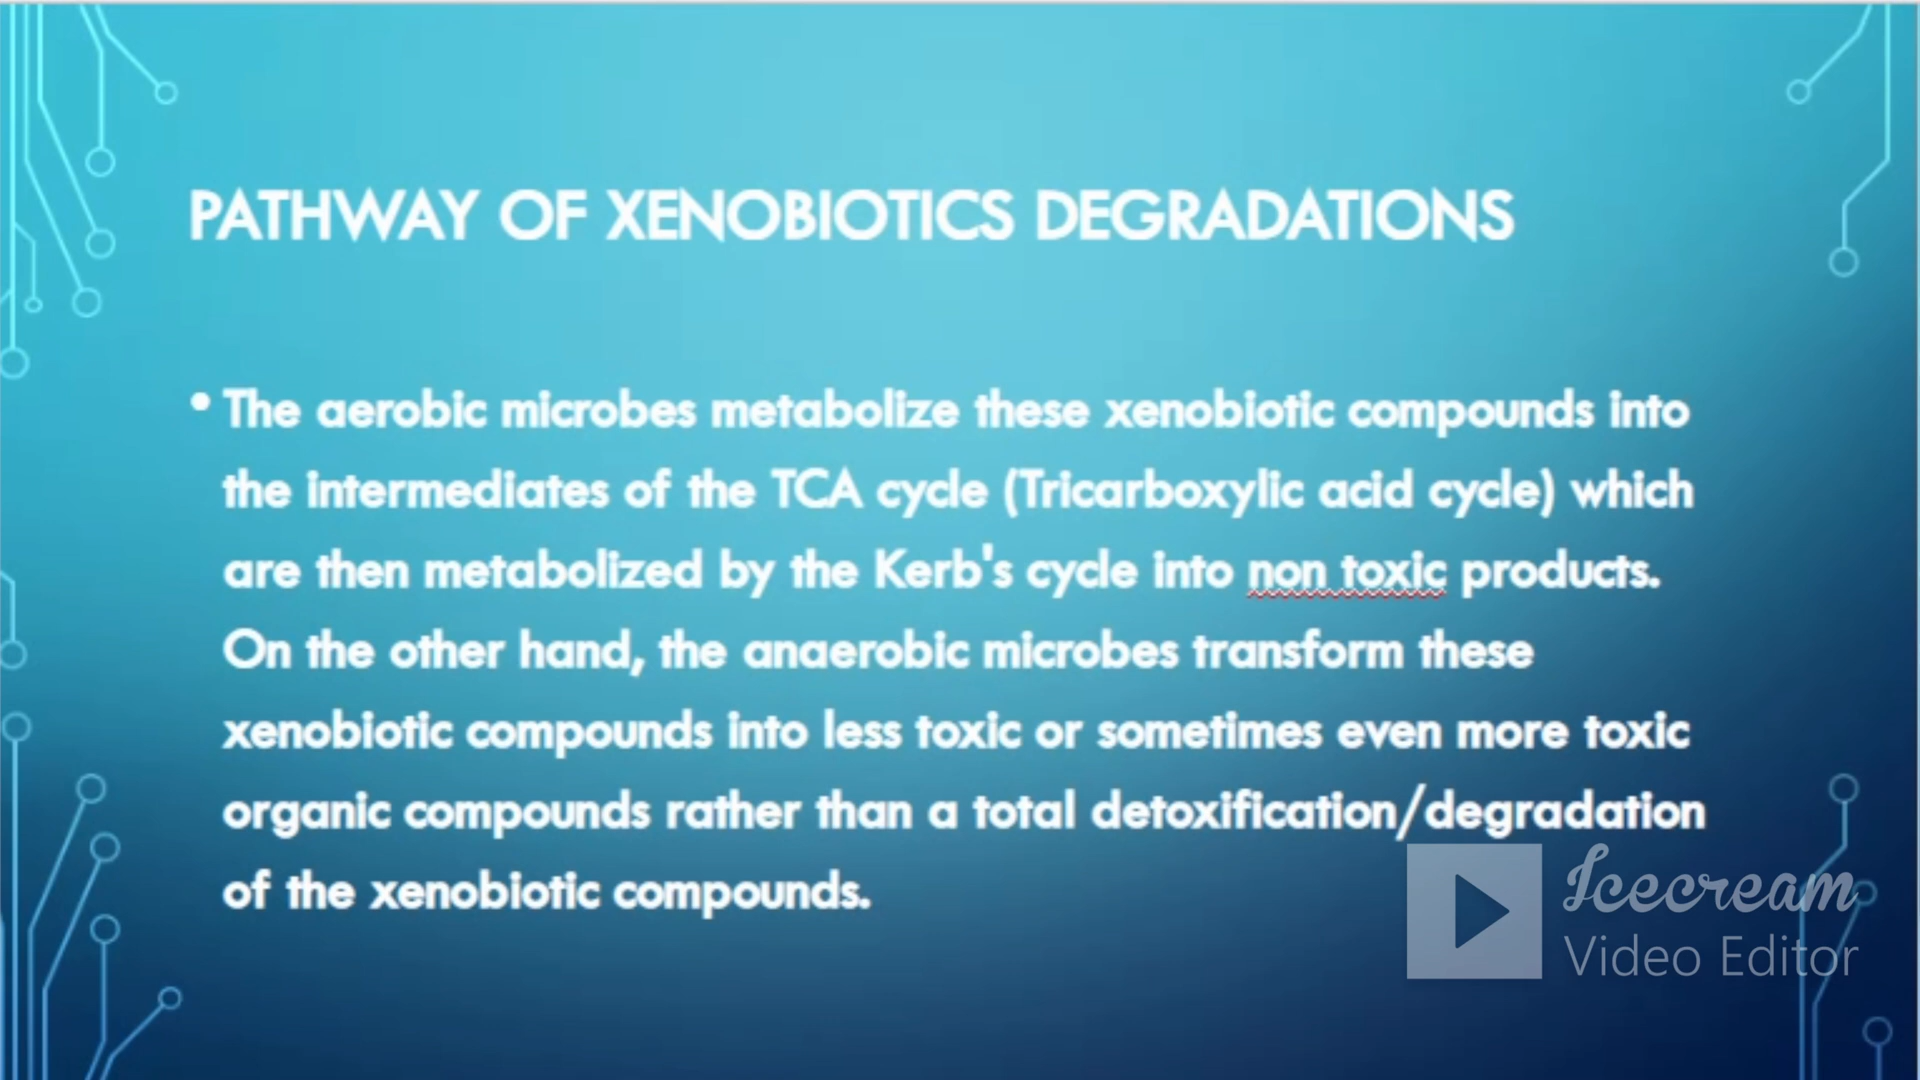 PATHWAY OF XENOBIOTICS DEGRADATIONS
• The aerobic microbes metabolize these xenobiotic compounds into
the intermediates of the TCA cycle (Tricarboxylic acid cycle) which
are then metabolized by the Kerb's cycle into non toxic products.
On the other hand, the anaerobic microbes transform these
xenobiotic compounds into less toxic or sometimes even more toxic
organic compounds rather than a total detoxification/degradation
of the xenobiotic compounds.
Icecream
Video Editor